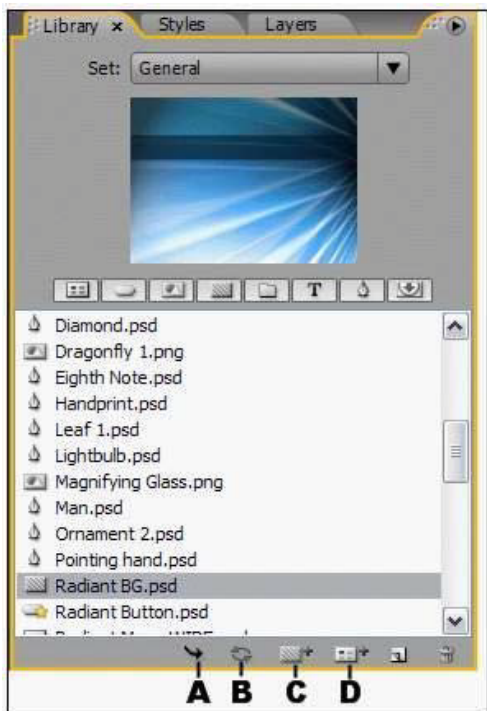 Library × Styles Layers
Set: General
T
Diamond.psd
Dragonfly 1.png
Eighth Note.psd
Handprint.psd
Leaf 1.psd
Lightbulb.psd
Magnifying Glass.png
Man.psd
Ornament 2.psd
Pointing hand.psd
Radiant BG.psd
Radiant Button.psd
A B C D